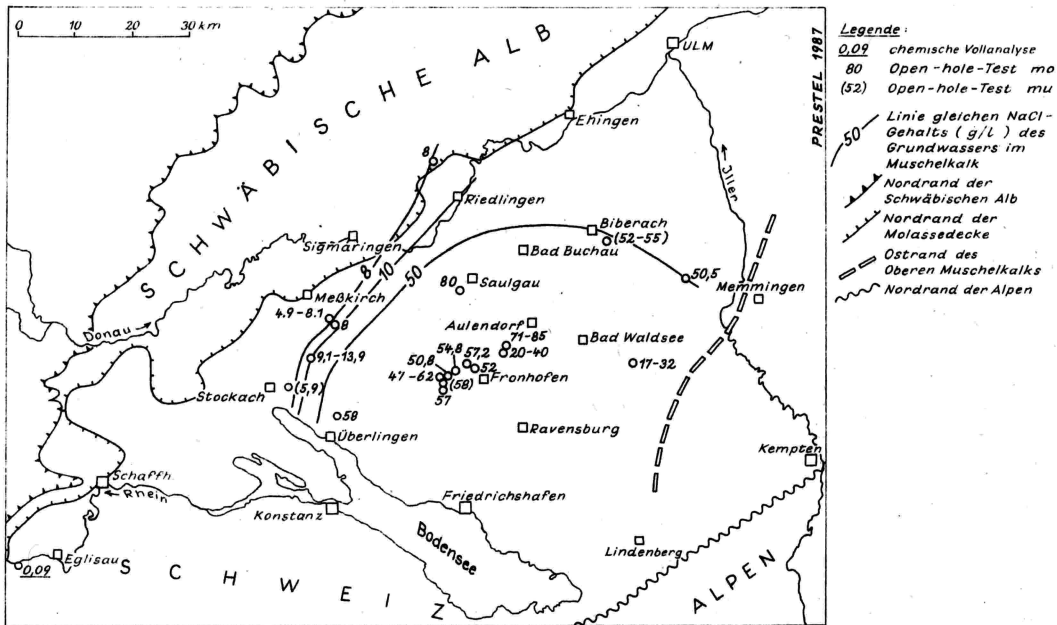 0 10 20 30 km
SCHWÄBISCHE ALB
ULM
PRESTEL 1987
Ehingen
Iller
8
Riedlingen
Biberach
(52-55)
Sigmaringen
Bad Buchau
8
10
50
50,5
Memmingen
Saulgau
80
Meßkirch
4.9-8.1
8
Donau
Aulendorf
71-85
20-40
Bad Waldsee
54,8
57,2
50,8
52
47-62
(58)
57
Fronhofen
17-32
9,1-13,9
Stockach
(5,9)
58
Überlingen
Ravensburg
Kempten
Schaffh.
Rhein
Konstanz
Friedrichshafen
Bodensee
Lindenberg
Eglisau
0,09
SCHWEIZ
ALPEN
Legende:
0,09 chemische Vollanalyse
80 Open-hole-Test mo
(52) Open-hole-Test mu
50 Linie gleichen NaCl-
Gehalts (g/l) des
Grundwassers im
Muschelkalk
Nordrand der
Schwäbischen Alb
Nordrand der
Molassedecke
Ostrand des
Oberen Muschelkalks
Nordrand der Alpen